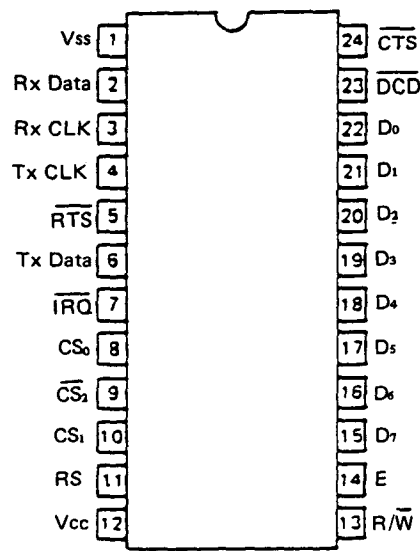 Vss 1 24 CTS
Rx Data 2 23 DCD
Rx CLK 3 22 D0
Tx CLK 4 21 D1
RTS 5 20 D2
Tx Data 6 19 D3
IRQ 7 18 D4
CS0 8 17 D5
CS2 9 16 D6
CS1 10 15 D7
RS 11 14 E
Vcc 12 13 R/W